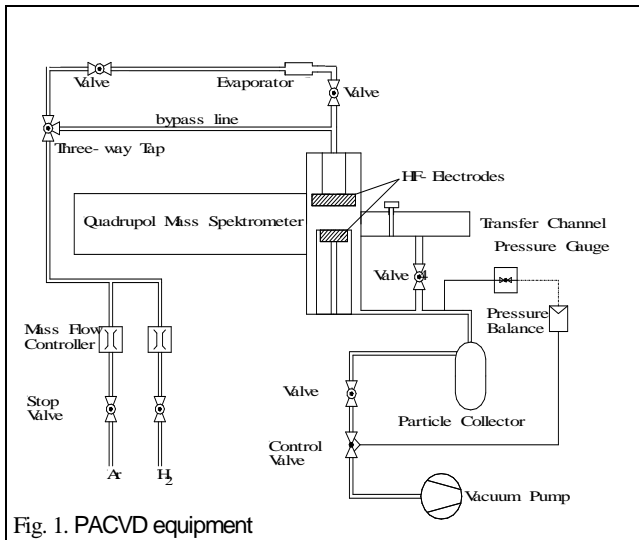 Valve
Evaporator
Valve
bypass line
Three- way Tap
HF- Electrodes
Quadrupol Mass Spektrometer
Transfer Channel
Pressure Gauge
Valve 4
Mass Flow
Controller
Pressure
Balance
Stop
Valve
Valve
Particle Collector
Control
Valve
Ar
H2
Vacuum Pump
Fig. 1. PACVD equipment